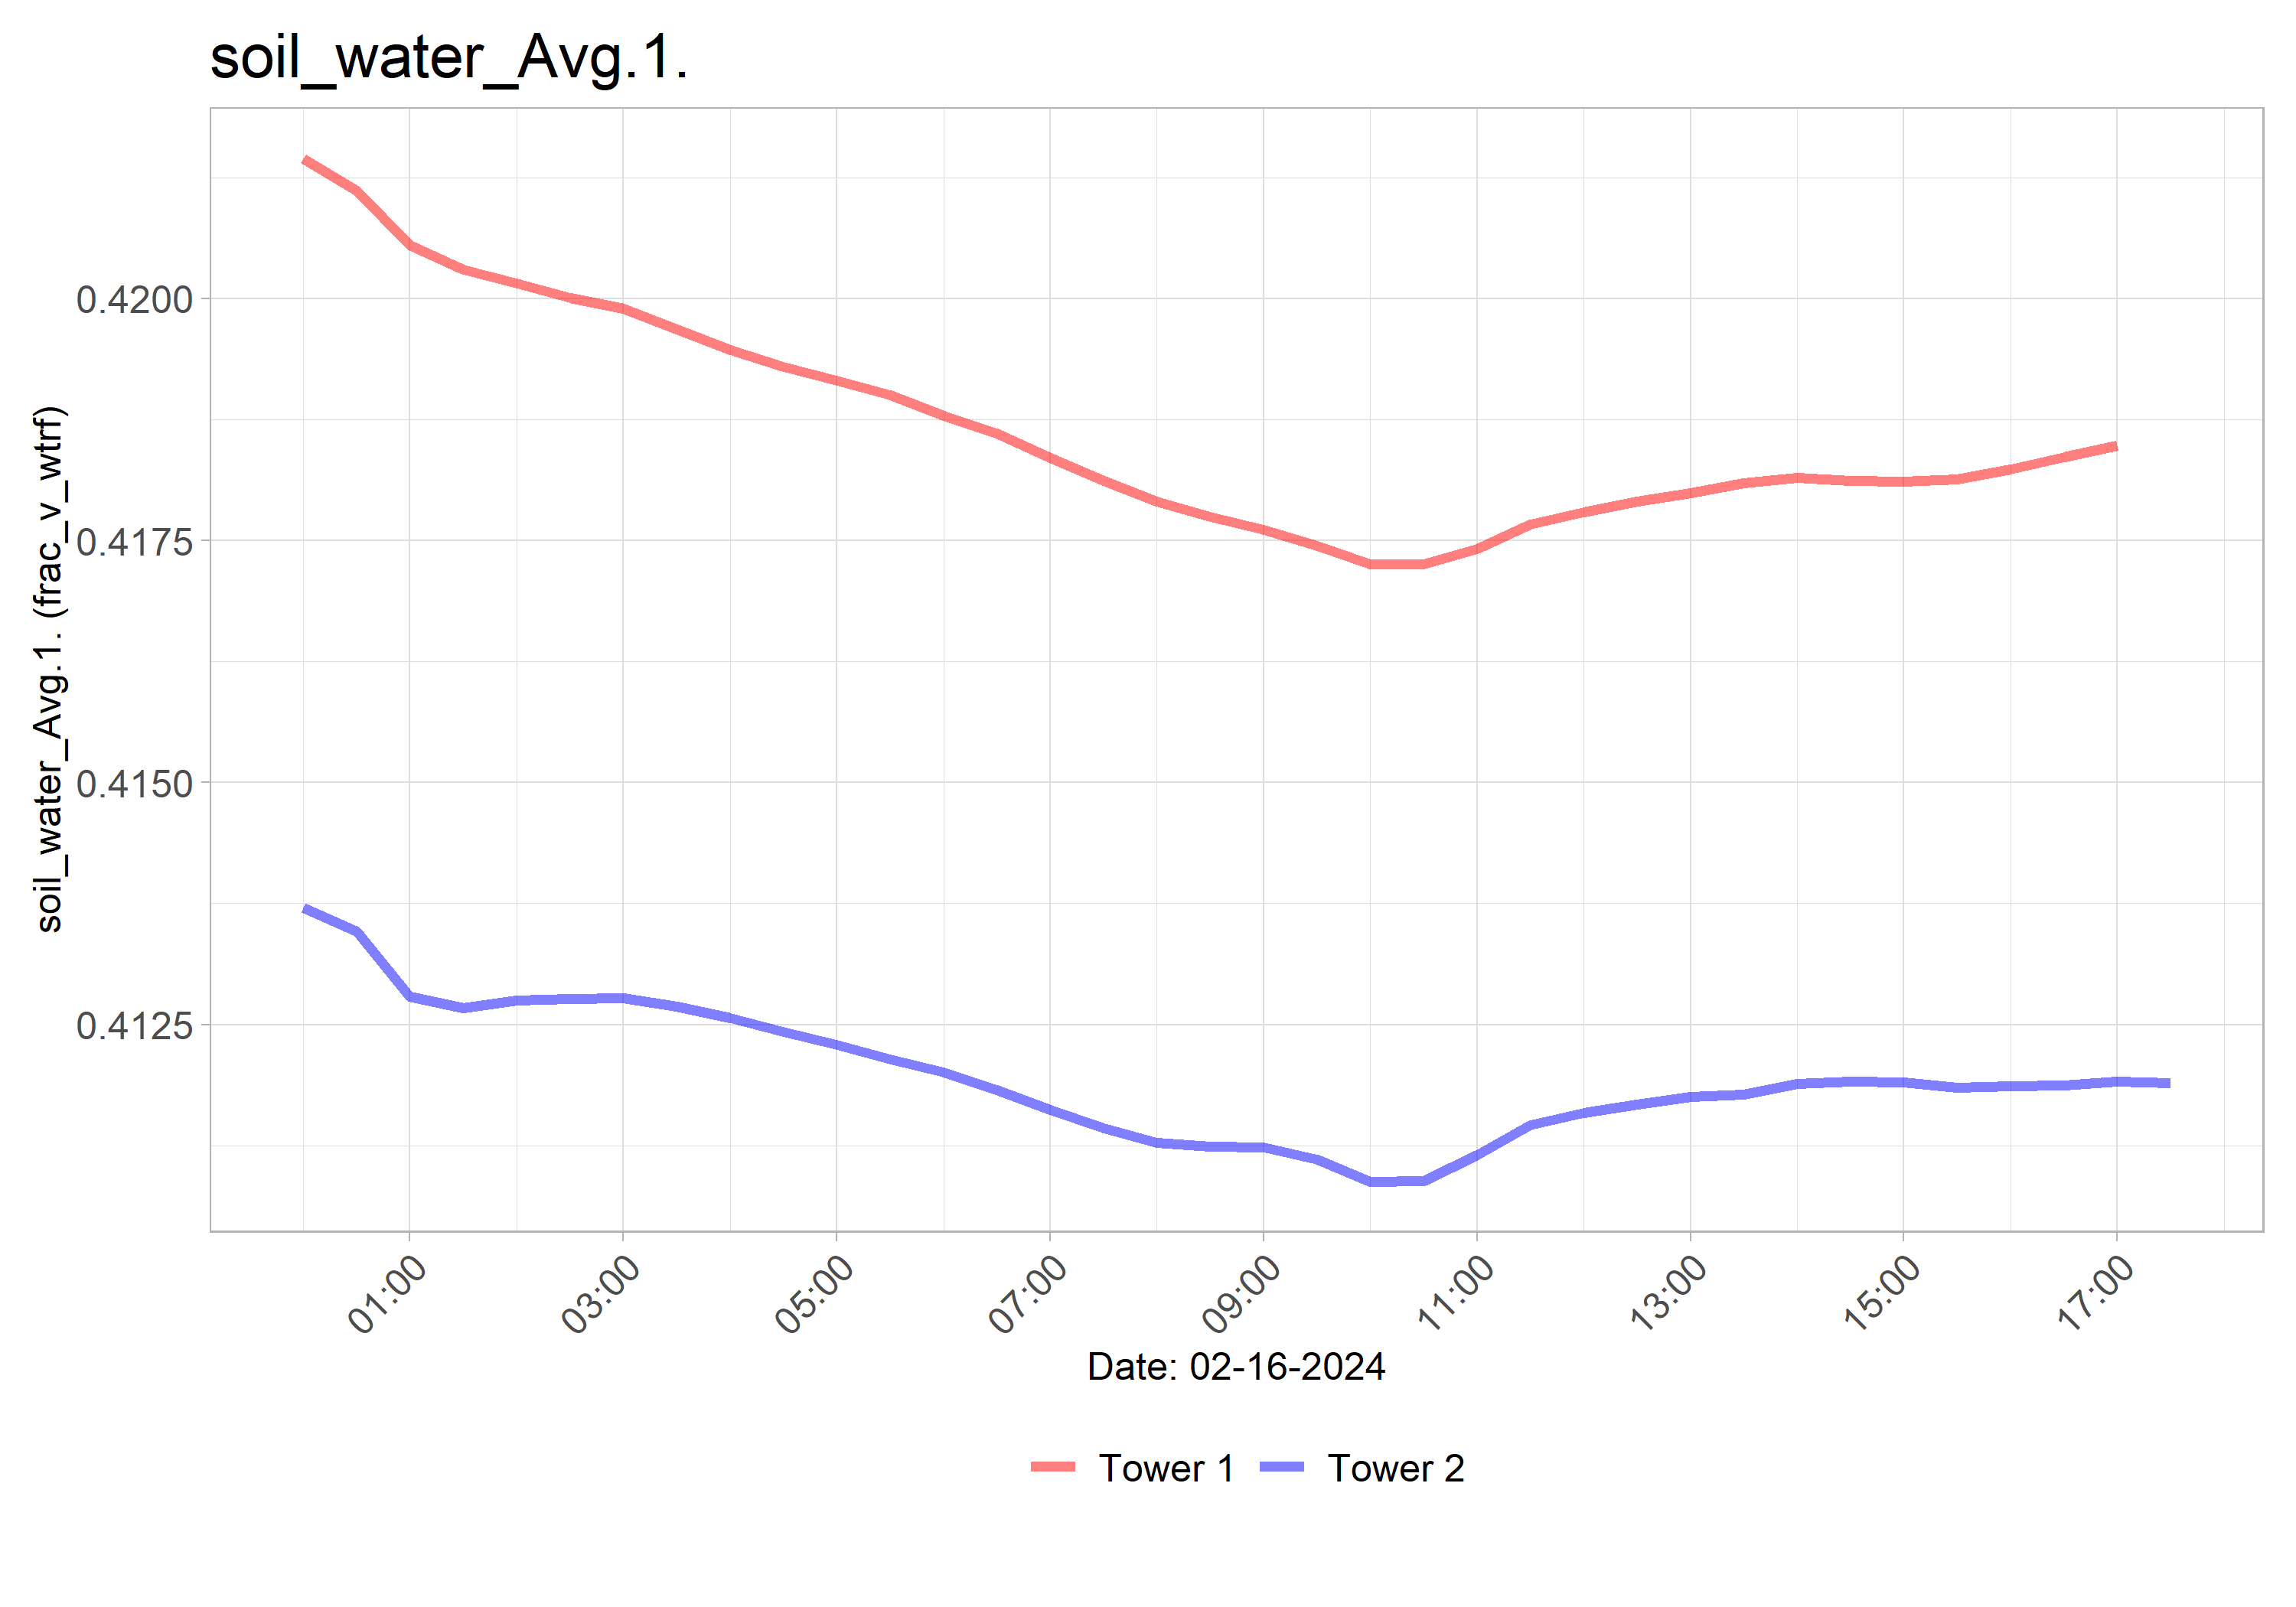 soil_water_Avg.1.
soil_water_Avg.1. (frac_v_wtrf)
0.4200
0.4175
0.4150
0.4125
01:00
03:00
05:00
07:00
09:00
11:00
13:00
15:00
17:00
Date: 02-16-2024
Tower 1
Tower 2